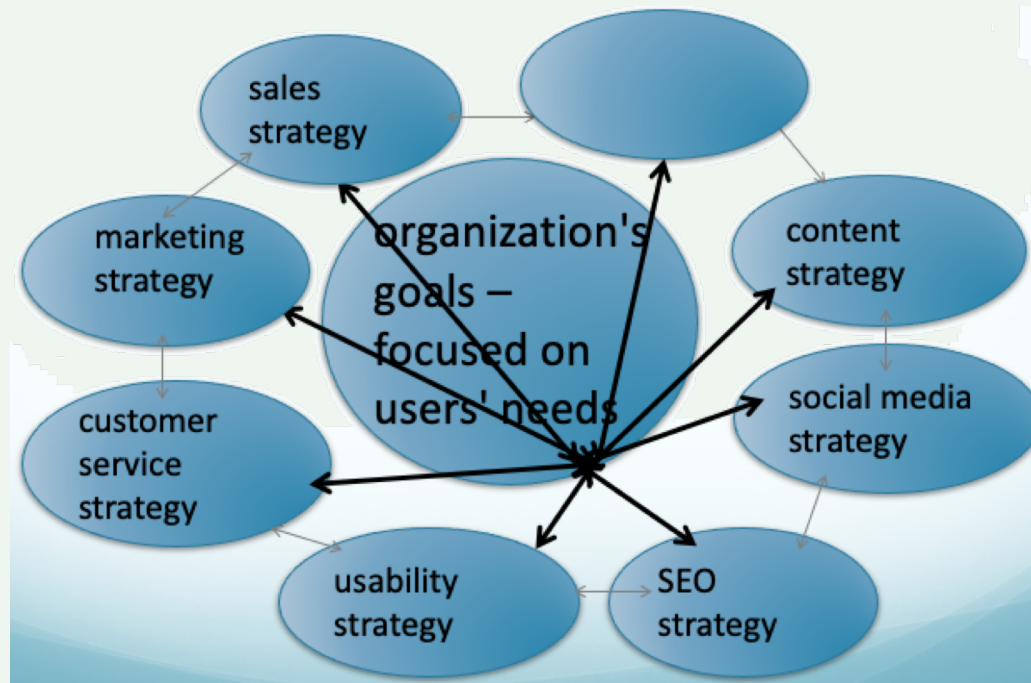 sales
strategy
organization's
goals –
focused on
users' needs
content
strategy
marketing
strategy
social media
strategy
customer
service
strategy
usability
strategy
SEO
strategy